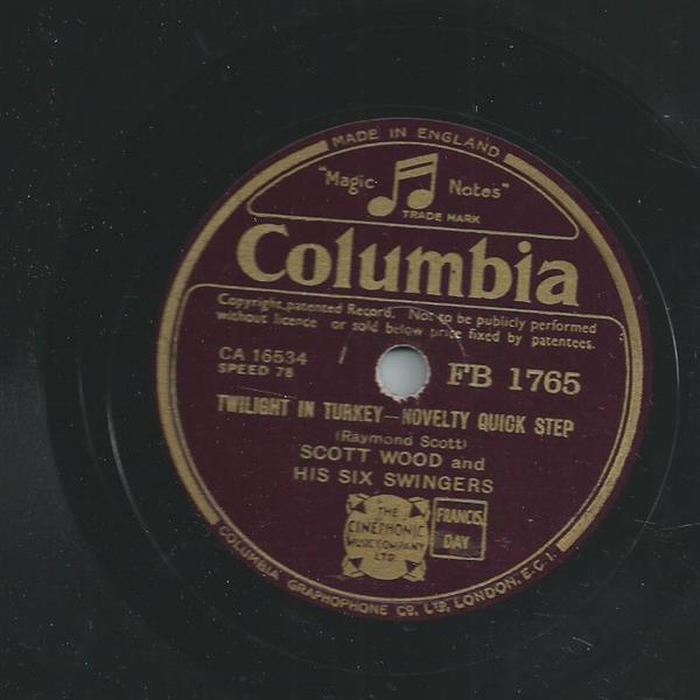 MADE IN ENGLAND
"Magic Notes"
TRADE MARK
Columbia
Copyright, patented Record. Not to be publicly performed
without licence or sold below price fixed by patentees.
CA 16534
SPEED 78
FB 1765
TWILIGHT IN TURKEY—NOVELTY QUICK STEP
(Raymond Scott)
SCOTT WOOD and
HIS SIX SWINGERS
THE
CINEPHONIC
MUSIC COMPANY
LTD.
FRANCIS,
DAY
COLUMBIA GRAPHOPHONE CO. LTD. LONDON. E.C.1.